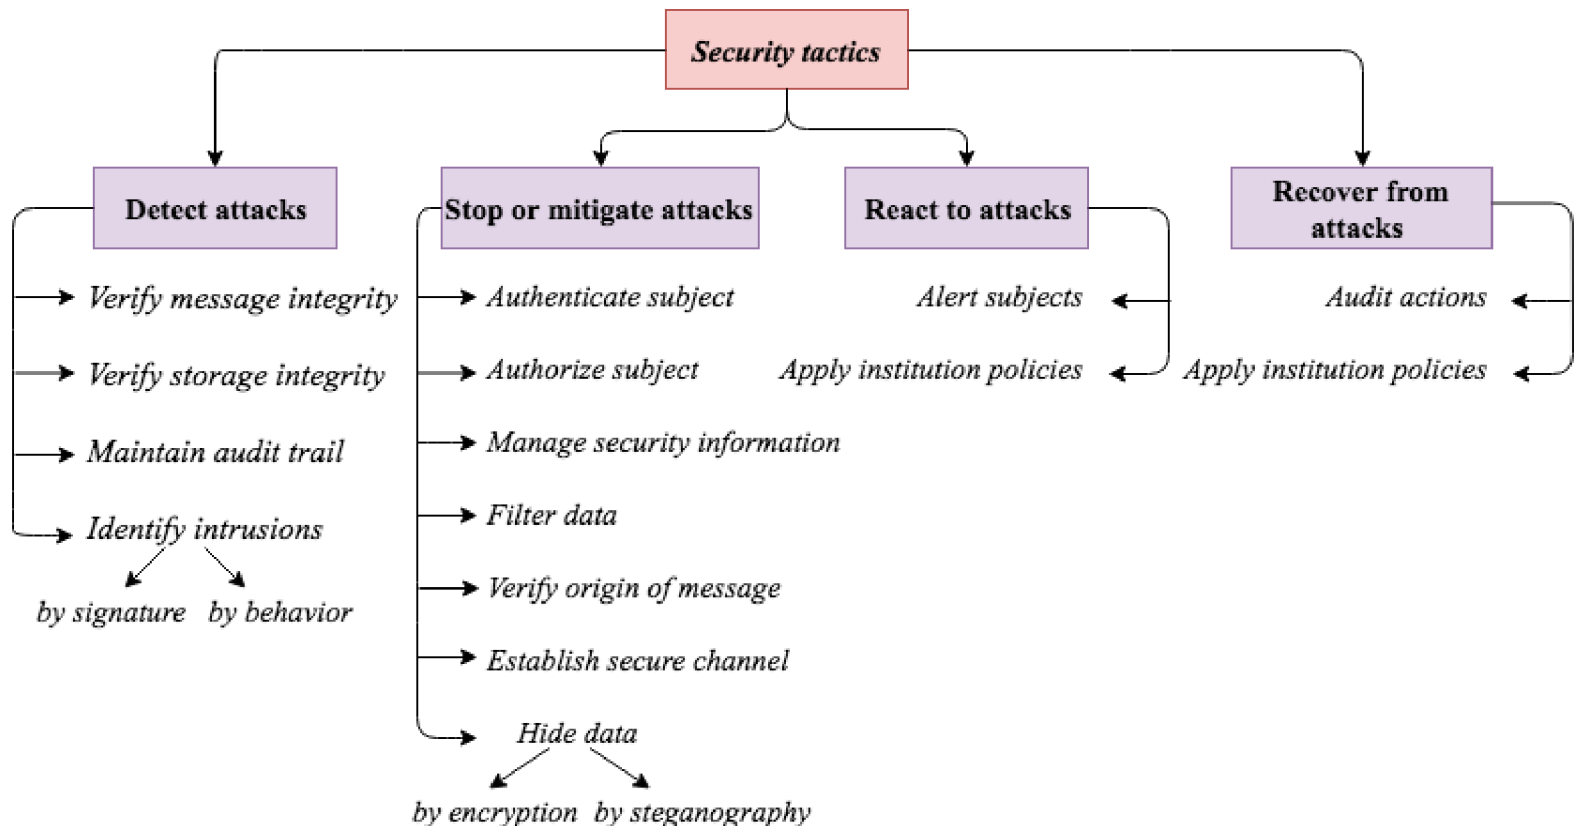 Security tactics
Detect attacks
Verify message integrity
Verify storage integrity
Maintain audit trail
Identify intrusions
by signature by behavior
Stop or mitigate attacks
Authenticate subject
Authorize subject
Manage security information
Filter data
Verify origin of message
Establish secure channel
Hide data
by encryption by steganography
React to attacks
Alert subjects
Apply institution policies
Recover from
attacks
Audit actions
Apply institution policies